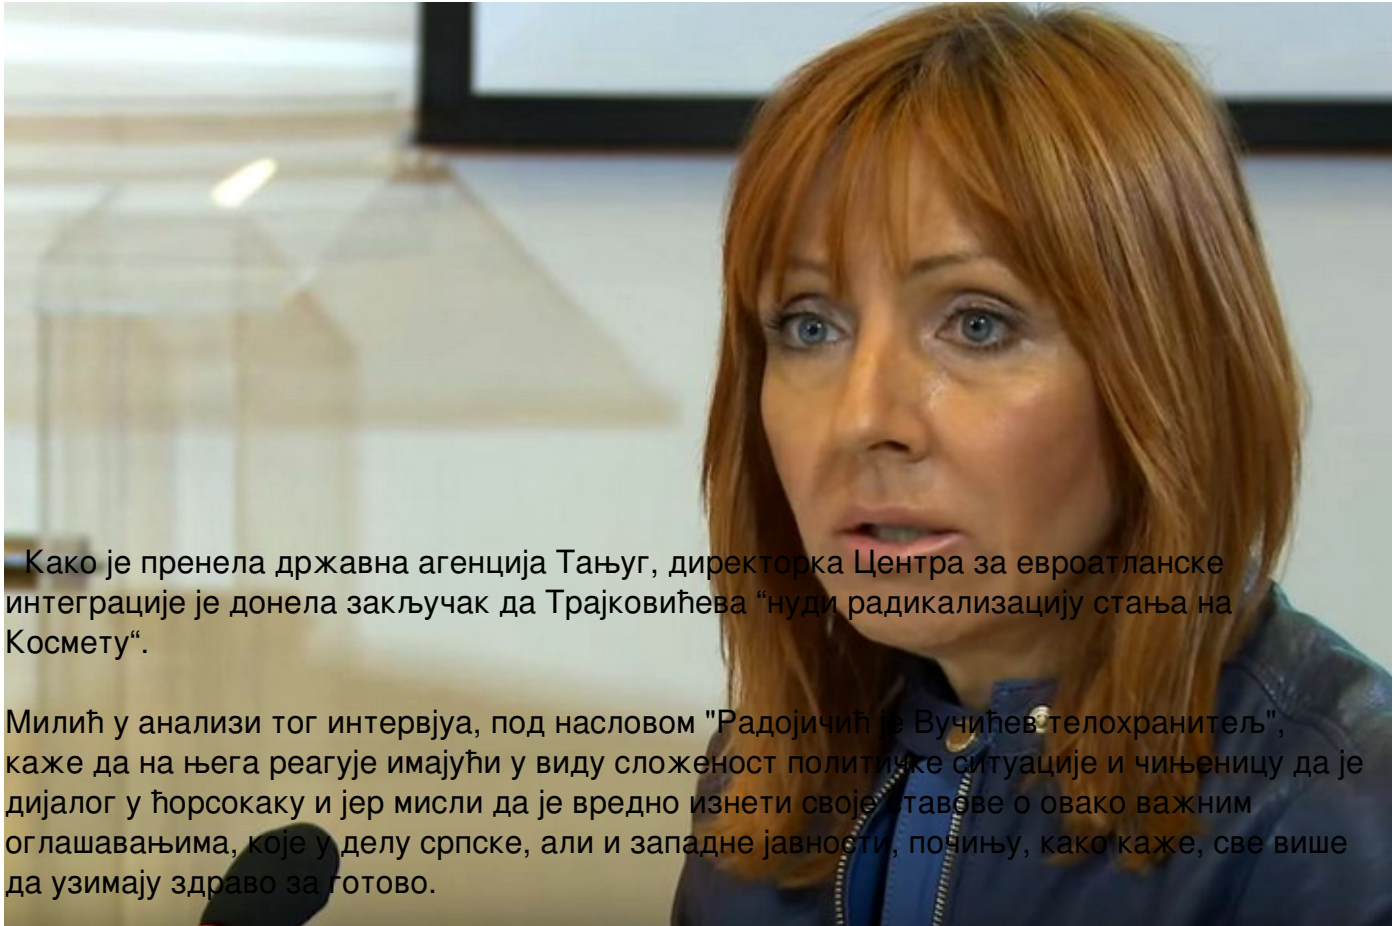 Како је пренела државна агенција Тањуг, директорка Центра за евроатланске
интеграције је донела закључак да Трајковићева “нуди радикализацију стања на
Космету“.
Милић у анализи тог интервјуа, под насловом "Радојичић је Вучићев телохранитељ",
каже да на њега реагује имајући у виду сложеност политичке ситуације и чињеницу да је
дијалог у ћорсокаку и јер мисли да је вредно изнети своје ставове о овако важним
оглашавањима, које у делу српске, али и западне јавности, почињу, како каже, све више
да узимају здраво за готово.